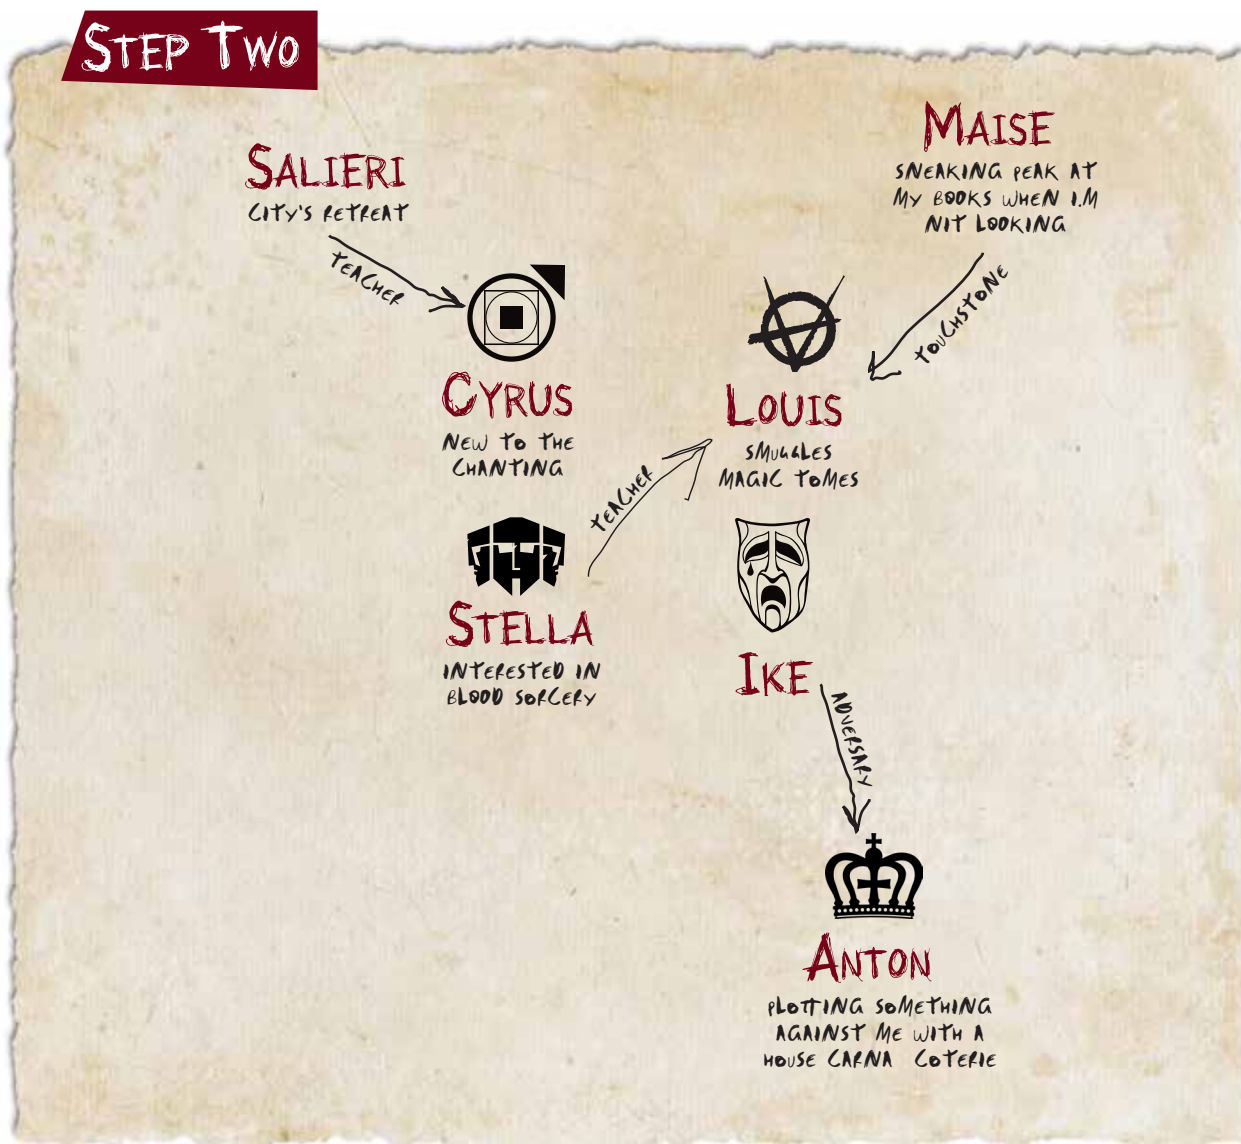 STEP TWO
SALIERI
CITY'S RETREAT
TEACHER
MAISE
SNEAKING PEAK AT
MY BOOKS WHEN I.M
NIT LOOKING
TOUCHSTONE
CYRUS
NEW TO THE
CHANTING
LOUIS
SMUGGLES
MAGIC TOMES
TEACHER
STELLA
INTERESTED IN
BLOOD SORCERY
IKE
ADVERSARY
ANTON
PLOTTING SOMETHING
AGAINST ME WITH A
HOUSE CARNA COTERIE